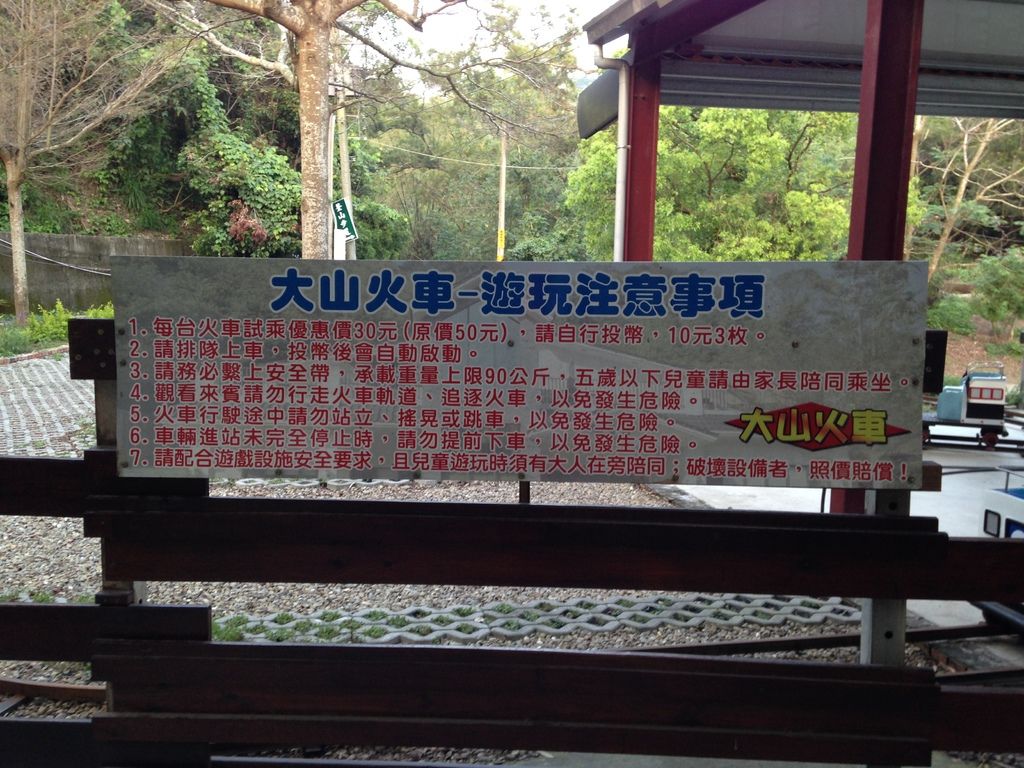 大山火車-遊玩注意事項
1. 每台火車試乘優惠價30元(原價50元)，請自行投幣，10元3枚。
2. 請排隊上車，投幣後會自動啟動。
3. 請務必繫上安全帶，承載重量上限90公斤，五歲以下兒童請由家長陪同乘坐。
4. 觀看來賓請勿行走火車軌道、追逐火車，以免發生危險。
5. 火車行駛途中請勿站立、搖晃或跳車，以免發生危險。
6. 車輛進站未完全停止時，請勿提前下車，以免發生危險。
7. 請配合遊戲設施安全要求，且兒童遊玩時須有大人在旁陪同；破壞設備者，照價賠償！
大山火車